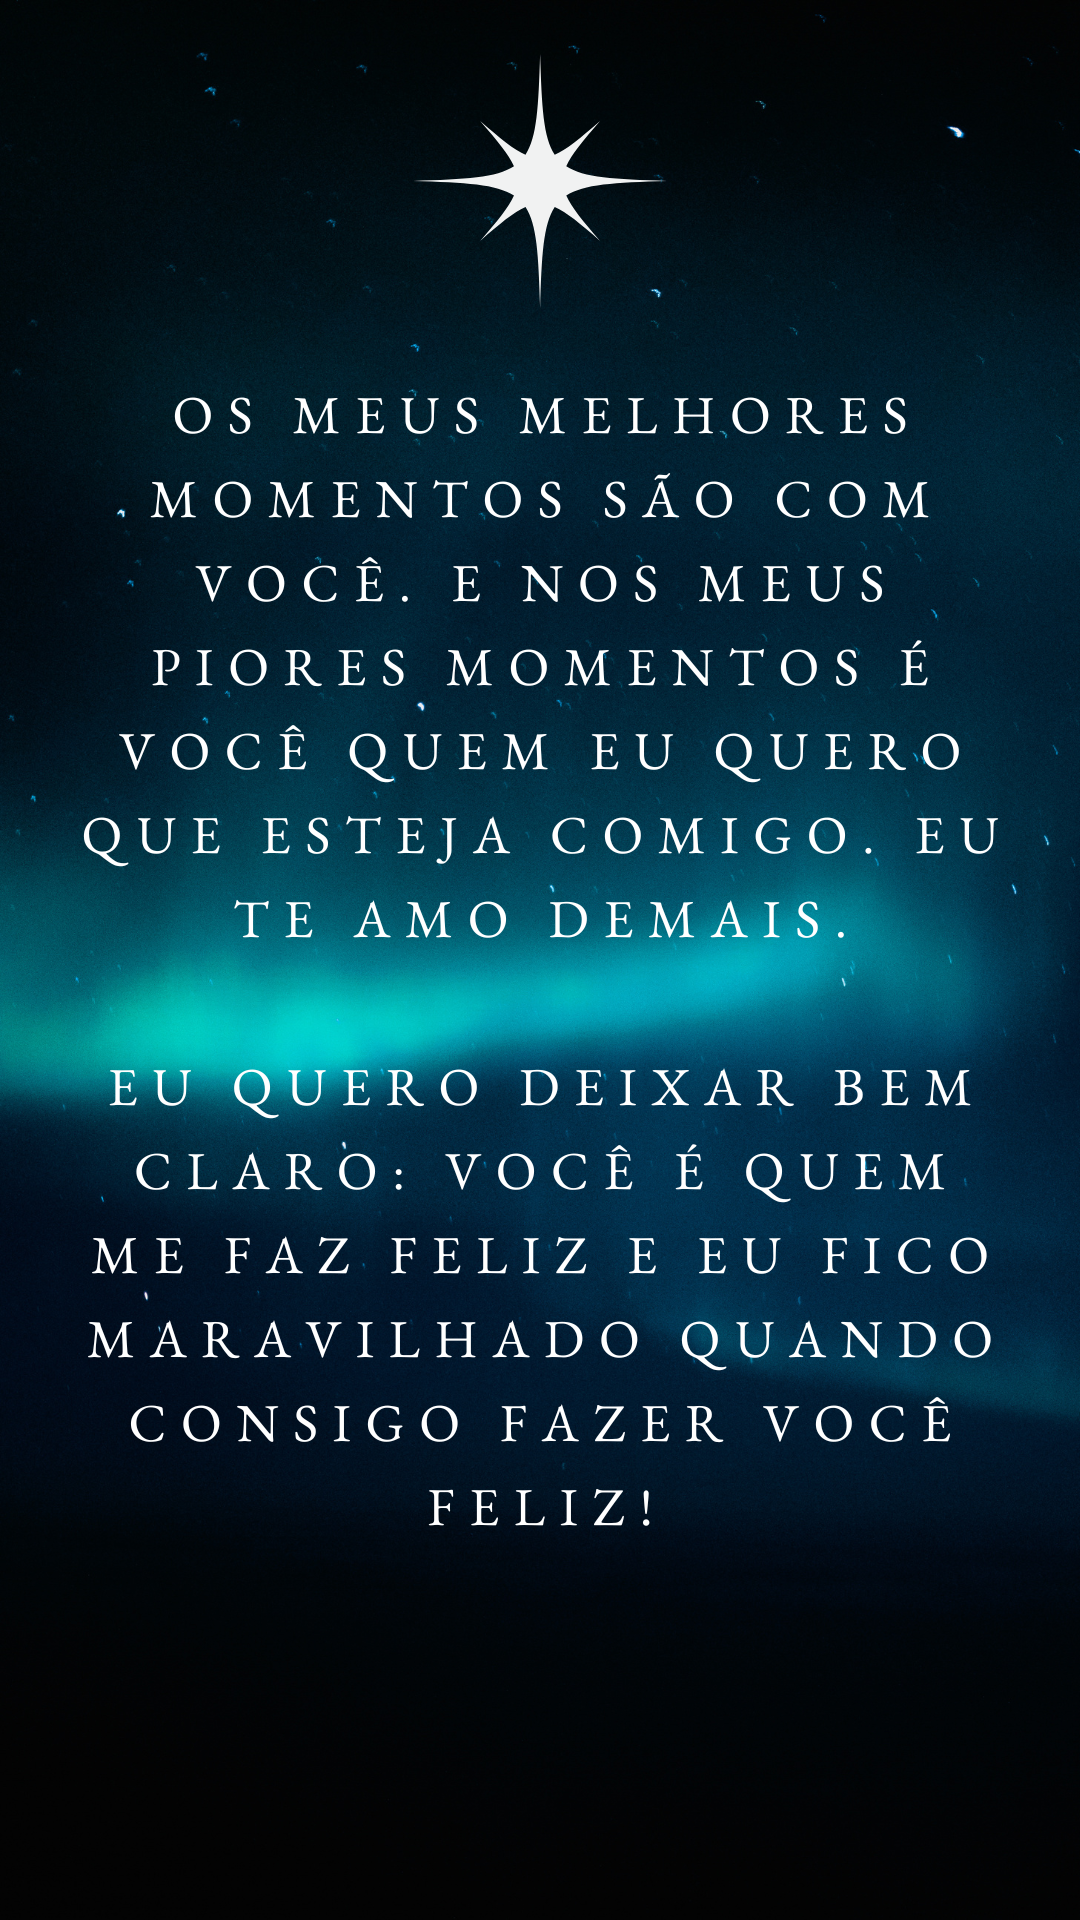 OS MEUS MELHORES
MOMENTOS SÃO COM
VOCÊ. E NOS MEUS
PIORES MOMENTOS É
VOCÊ QUEM EU QUERO
QUE ESTEJA COMIGO. EU
TE AMO DEMAIS.
EU QUERO DEIXAR BEM
CLARO: VOCÊ É QUEM
ME FAZ FELIZ E EU FICO
MARAVILHADO QUANDO
CONSIGO FAZER VOCÊ
FELIZ!